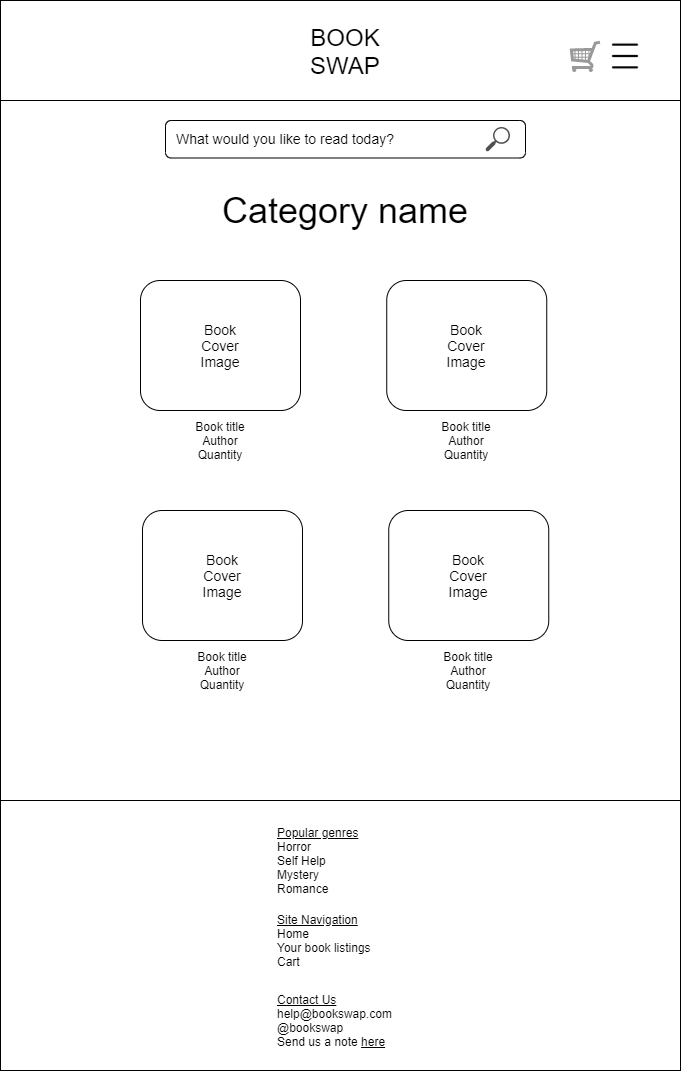 BOOK
SWAP
What would you like to read today?
Category name
Book
Cover
Image
Book title
Author
Quantity
Book
Cover
Image
Book title
Author
Quantity
Book
Cover
Image
Book title
Author
Quantity
Book
Cover
Image
Book title
Author
Quantity
Popular genres
Horror
Self Help
Mystery
Romance
Site Navigation
Home
Your book listings
Cart
Contact Us
help@bookswap.com
@bookswap
Send us a note here